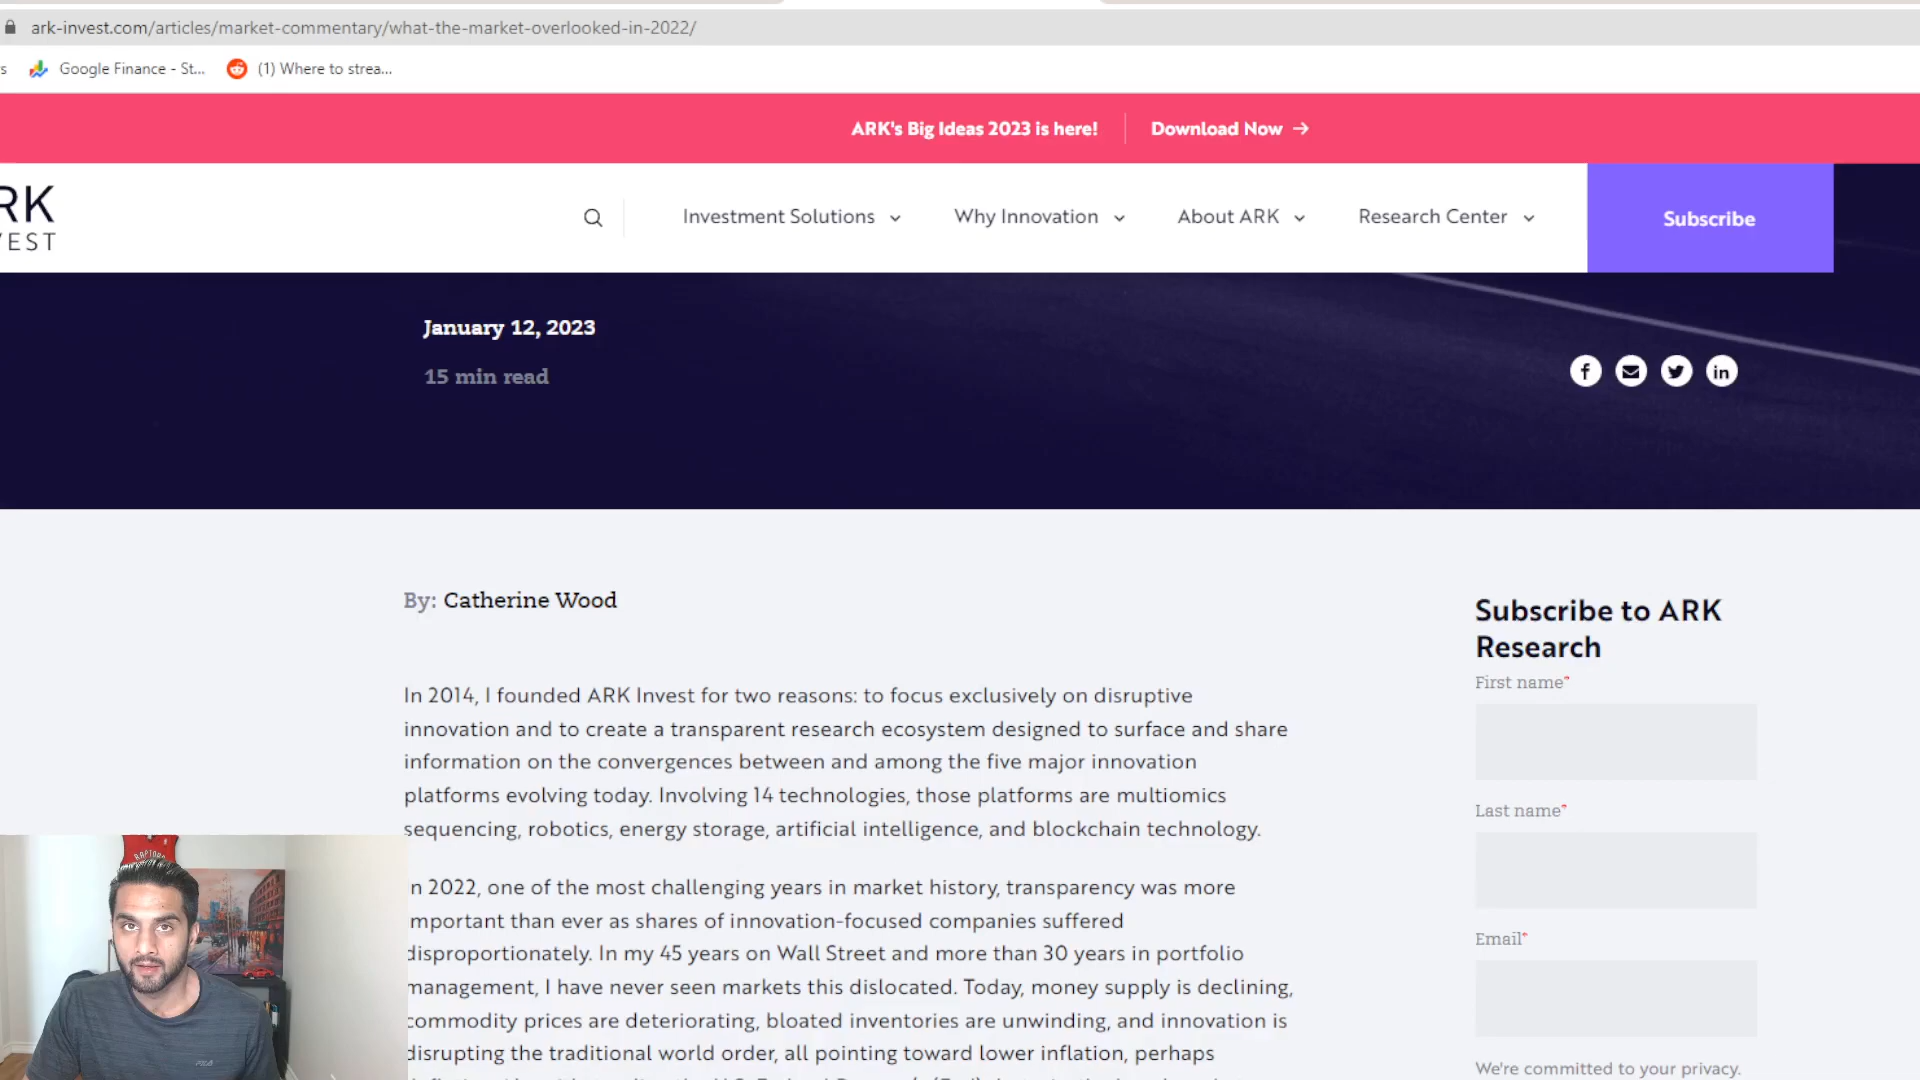 ark-invest.com/articles/market-commentary/what-the-market-overlooked-in-2022/
s Google Finance - St... (1) Where to strea...
ARK's Big Ideas 2023 is here! Download Now →
RK
VEST
Investment Solutions Why Innovation About ARK Research Center Subscribe
January 12, 2023
15 min read
By: Catherine Wood
In 2014, I founded ARK Invest for two reasons: to focus exclusively on disruptive
innovation and to create a transparent research ecosystem designed to surface and share
information on the convergences between and among the five major innovation
platforms evolving today. Involving 14 technologies, those platforms are multiomics
sequencing, robotics, energy storage, artificial intelligence, and blockchain technology.
n 2022, one of the most challenging years in market history, transparency was more
important than ever as shares of innovation-focused companies suffered
disproportionately. In my 45 years on Wall Street and more than 30 years in portfolio
management, I have never seen markets this dislocated. Today, money supply is declining,
commodity prices are deteriorating, bloated inventories are unwinding, and innovation is
disrupting the traditional world order, all pointing toward lower inflation, perhaps
Subscribe to ARK
Research
First name*
Last name*
Email*
We're committed to your privacy.
RAPTORS
FILA